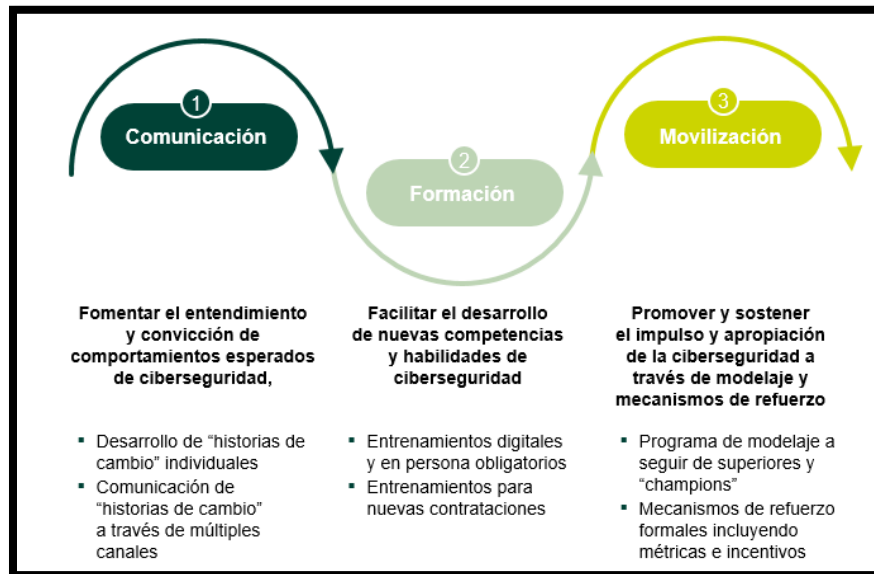 1
Comunicación
2
Formación
3
Movilización
Fomentar el entendimiento
y convicción de
comportamientos esperados
de ciberseguridad,
▪ Desarrollo de “historias de
cambio” individuales
▪ Comunicación de
“historias de cambio”
a través de múltiples
canales
Facilitar el desarrollo
de nuevas competencias
y habilidades de
ciberseguridad
▪ Entrenamientos digitales
y en persona obligatorios
▪ Entrenamientos para
nuevas contrataciones
Promover y sostener
el impulso y apropiación
de la ciberseguridad a
través de modelaje y
mecanismos de refuerzo
▪ Programa de modelaje a
seguir de superiores y
“champions”
▪ Mecanismos de refuerzo
formales incluyendo
métricas e incentivos